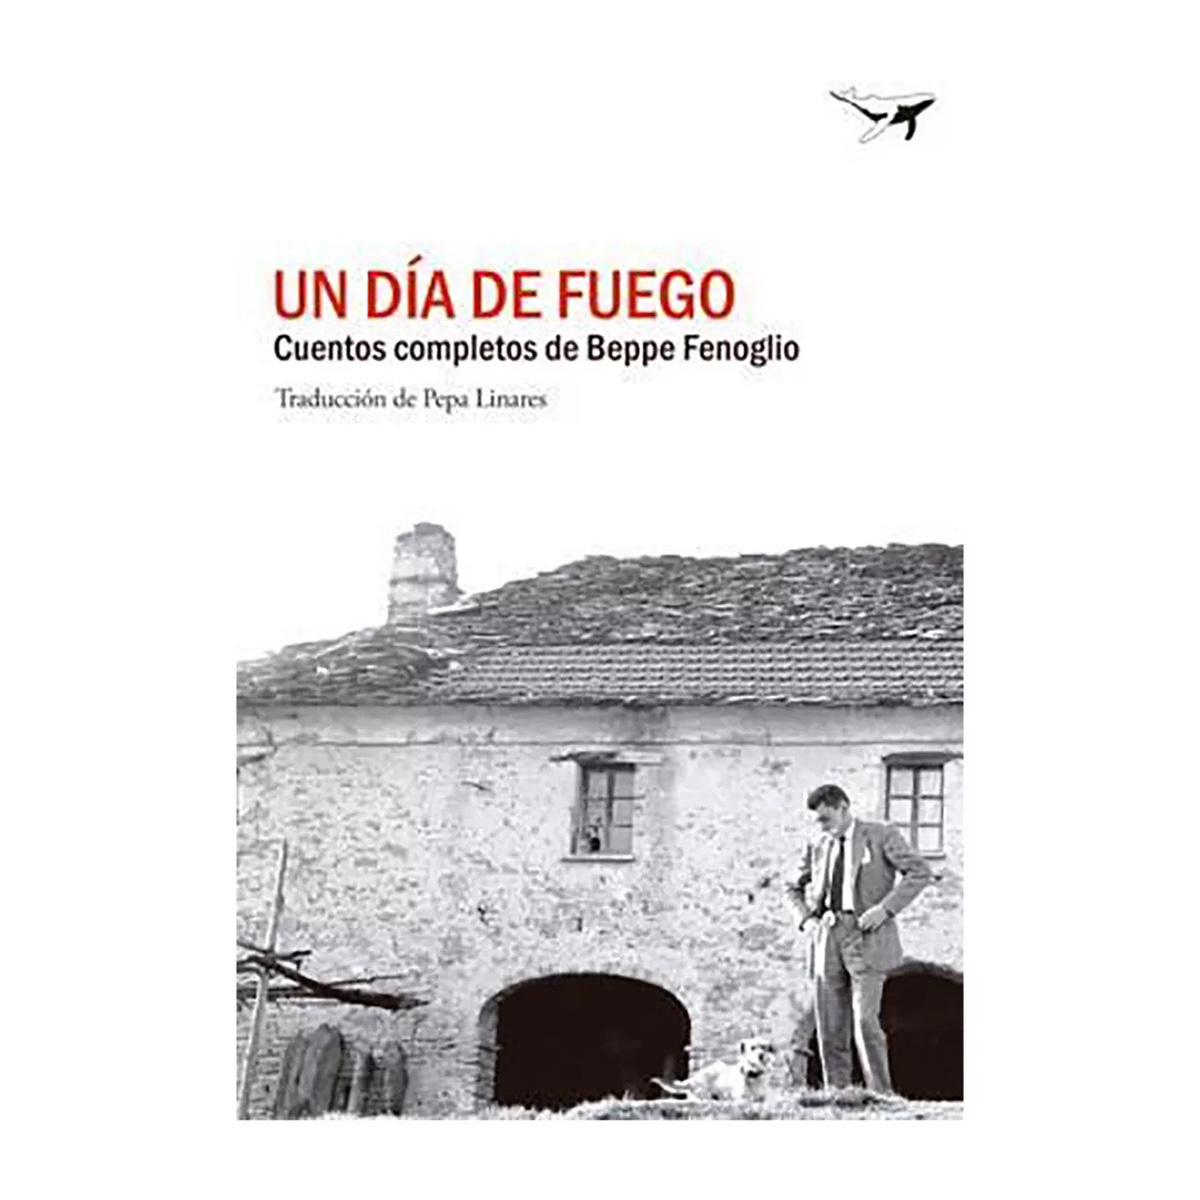 UN DÍA DE FUEGO
Cuentos completos de Beppe Fenoglio
Traducción de Pepa Linares